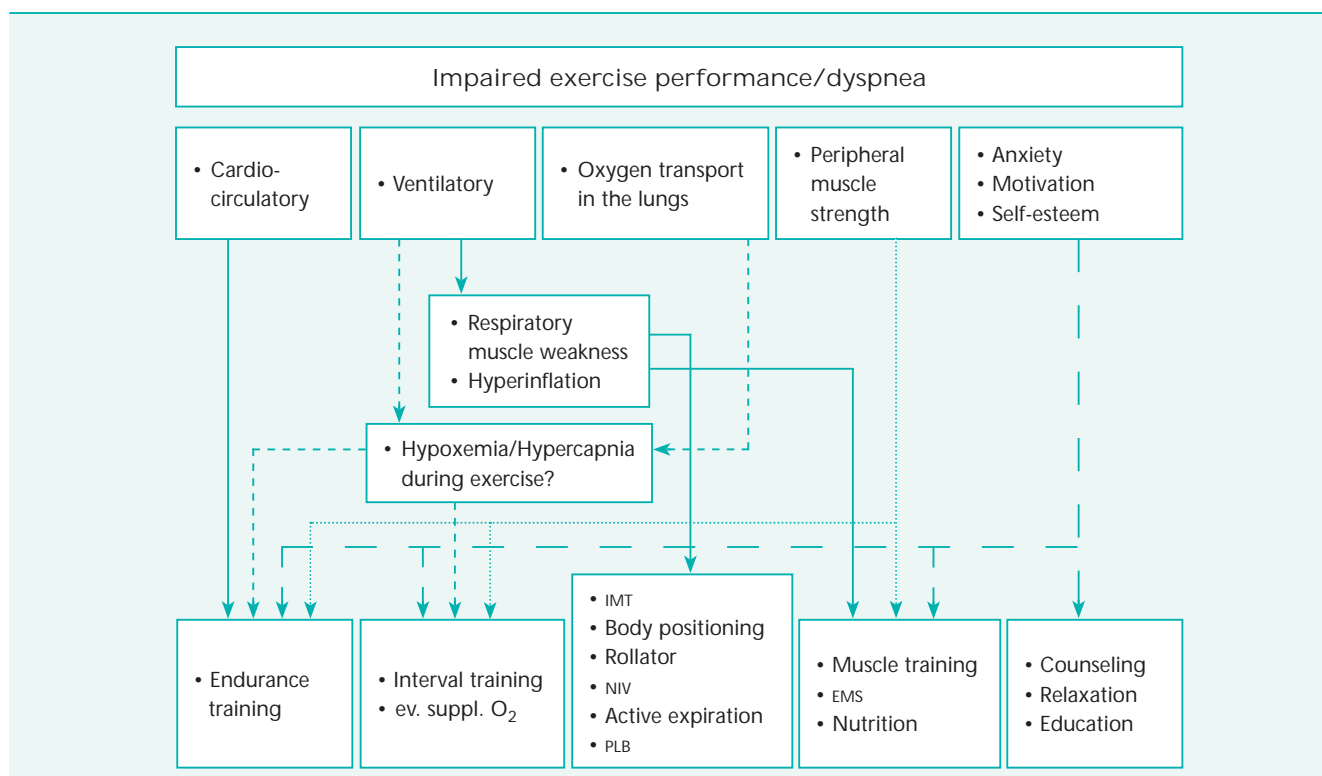 Impaired exercise performance/dyspnea
• Cardio-
circulatory
• Ventilatory
• Oxygen transport
in the lungs
• Peripheral
muscle
strength
• Anxiety
• Motivation
• Self-esteem
• Respiratory
muscle weakness
• Hyperinflation
• Hypoxemia/Hypercapnia
during exercise?
• Endurance
training
• Interval training
• ev. suppl. O₂
• IMT
• Body positioning
• Rollator
• NIV
• Active expiration
• PLB
• Muscle training
• EMS
• Nutrition
• Counseling
• Relaxation
• Education